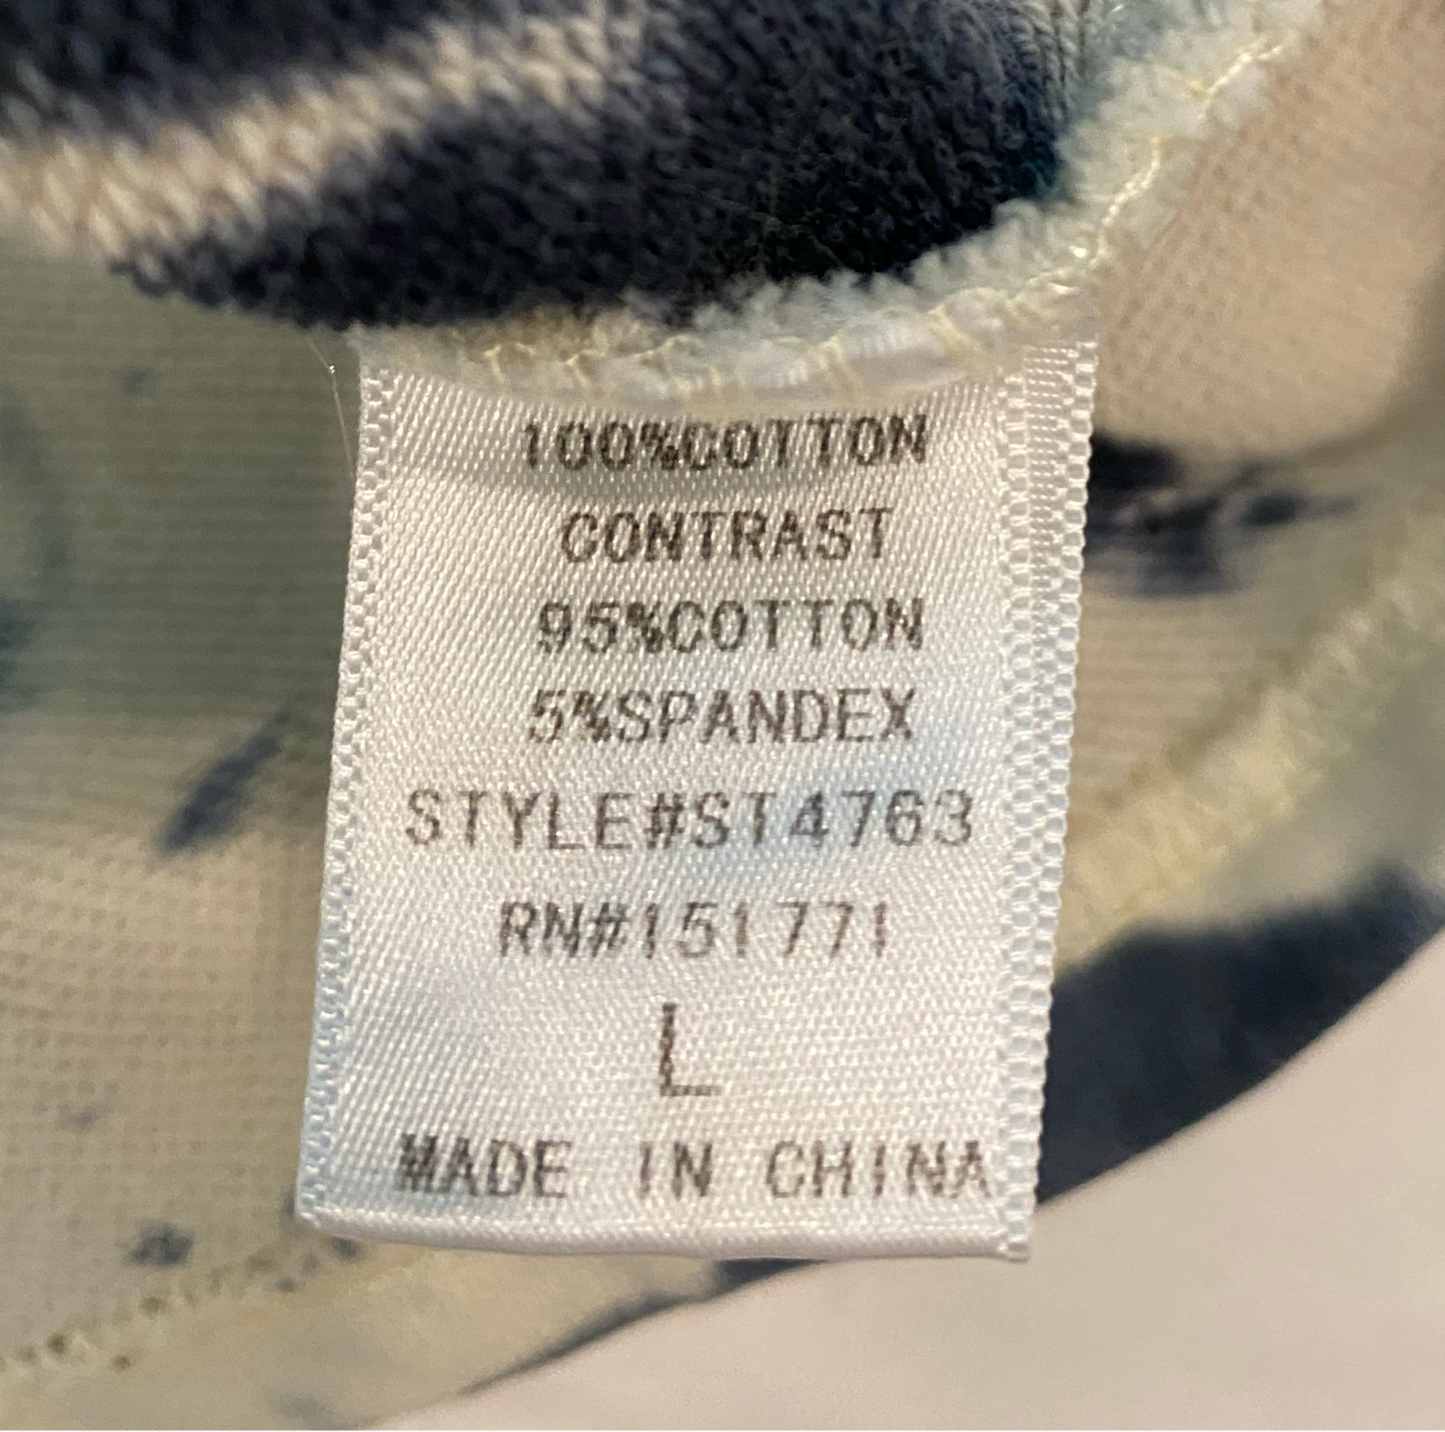 100%COTTON
CONTRAST
95%COTTON
5%SPANDEX
STYLE#ST4763
RN#151771
L
MADE IN CHINA